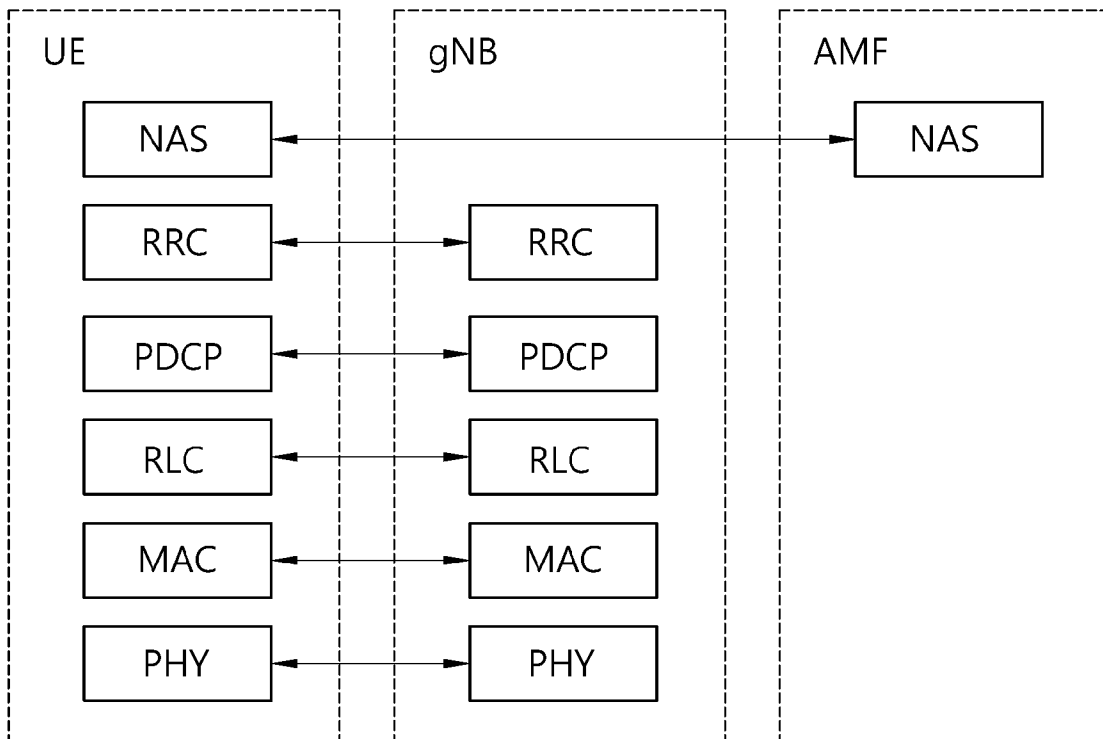 UE gNB AMF
NAS NAS
RRC RRC
PDCP PDCP
RLC RLC
MAC MAC
PHY PHY